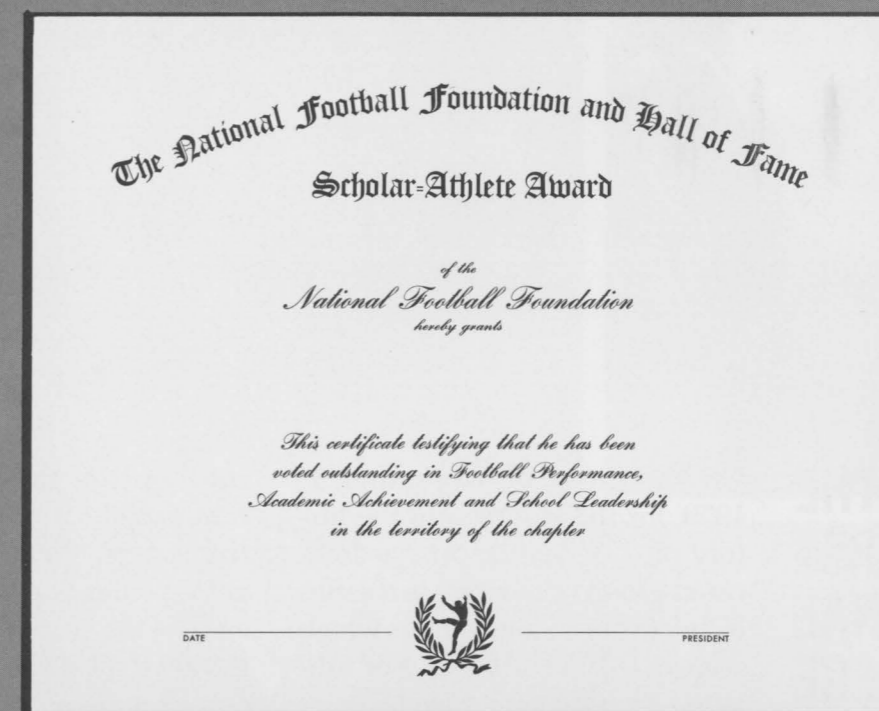 The National Football Foundation and Hall of Fame
Scholar=Athlete Award
of the
National Football Foundation
hereby grants
This certificate testifying that he has been
voted outstanding in Football Performance,
Academic Achievement and School Leadership
in the territory of the chapter
DATE
PRESIDENT